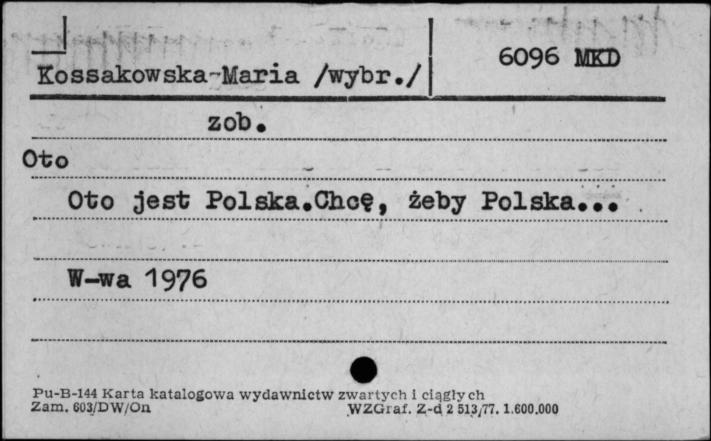 Kossakowska-Maria /wybr./
6096 MKD
zob.
Oto
Oto jest Polska.Chcę, żeby Polska...
W-wa 1976
Pu-B-144 Karta katalogowa wydawnictw zwartych i ciągłych
Zam. 603/DW/On WZGraf. Z-d 2 513/77. 1.600.000